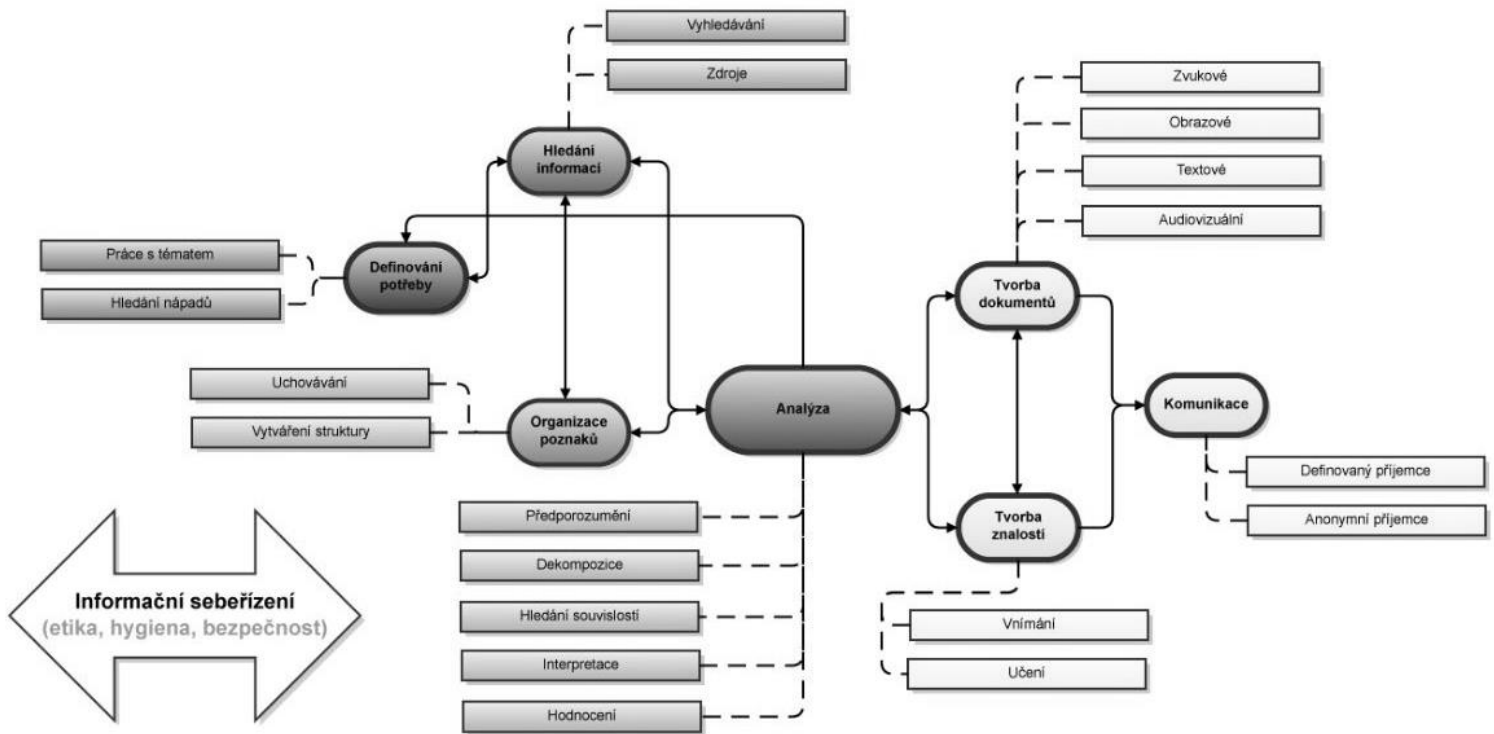 Vyhledávání
Zdroje
Hledání
informací
Práce s tématem
Hledání nápadů
Definování
potřeby
Uchovávání
Vytváření struktury
Organizace
poznaků
Analýza
Předporozumění
Dekompozice
Hledání souvislostí
Interpretace
Hodnocení
Zvukové
Obrazové
Textové
Audiovizuální
Tvorba
dokumentů
Tvorba
znalostí
Vnímání
Učení
Komunikace
Definovaný příjemce
Anonymní příjemce
Informační sebeřízení
(etika, hygiena, bezpečnost)